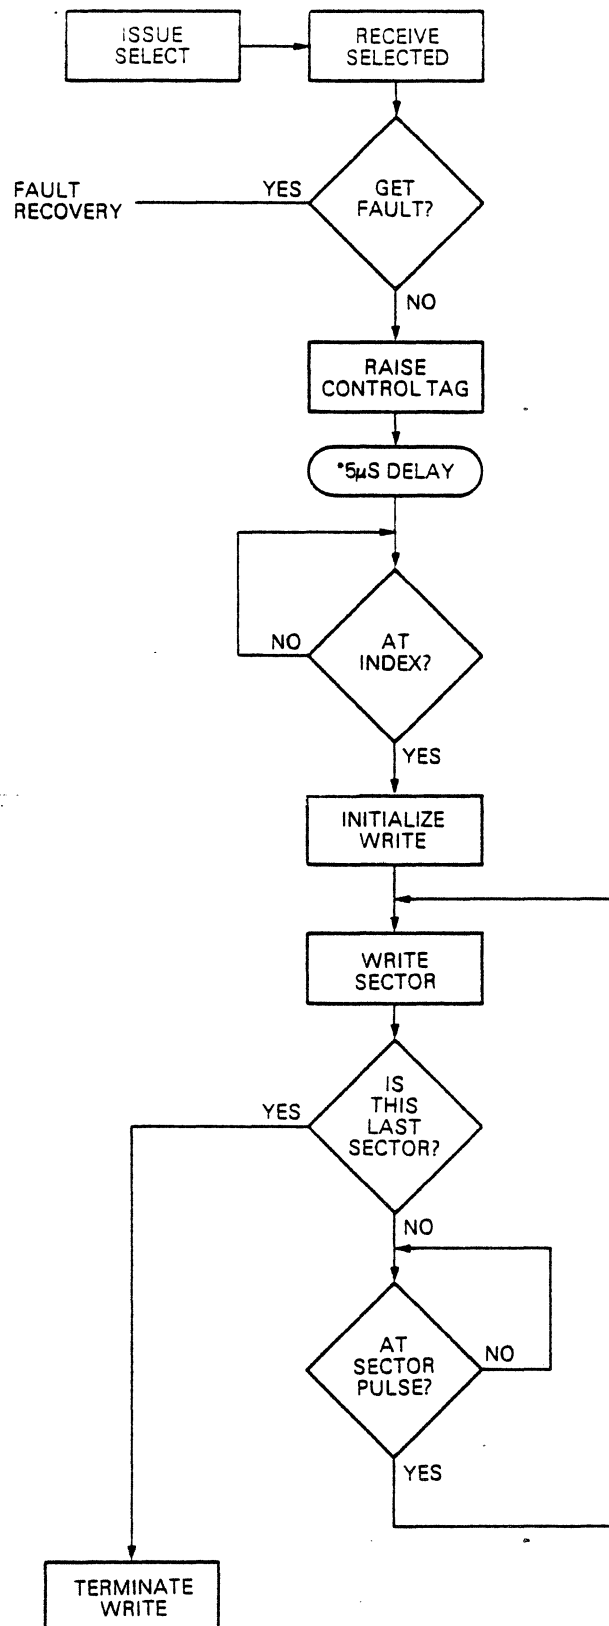 ISSUE
SELECT
RECEIVE
SELECTED
GET
FAULT?
YES
FAULT
RECOVERY
NO
RAISE
CONTROL TAG
*5µS DELAY
AT
INDEX?
NO
YES
INITIALIZE
WRITE
WRITE
SECTOR
IS
THIS
LAST
SECTOR?
YES
NO
AT
SECTOR
PULSE?
NO
YES
TERMINATE
WRITE